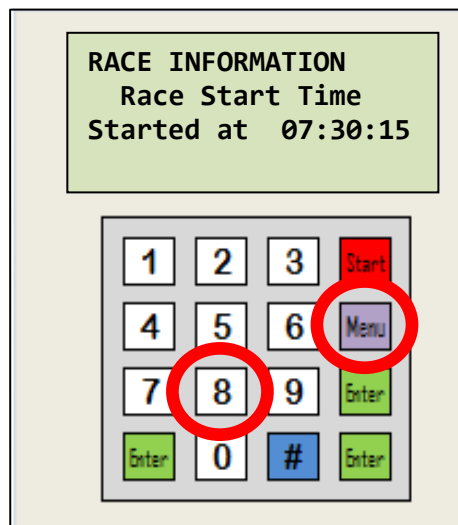 RACE INFORMATION
Race Start Time
Started at 07:30:15
1 2 3 Start
4 5 6 Menu
7 8 9 Enter
Enter 0 # Enter